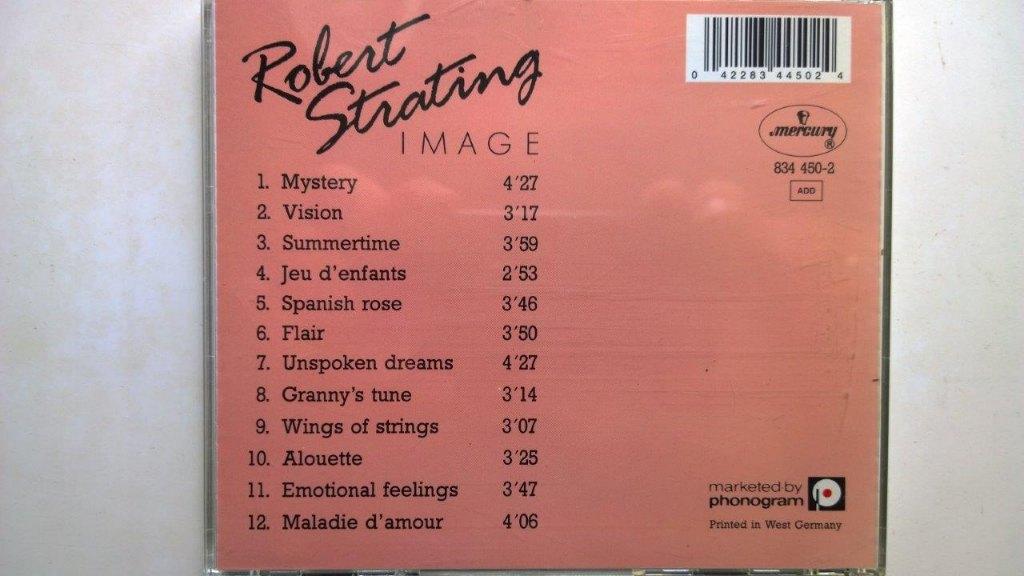 Robert
Strating
IMAGE
1. Mystery 4'27
2. Vision 3'17
3. Summertime 3'59
4. Jeu d'enfants 2'53
5. Spanish rose 3'46
6. Flair 3'50
7. Unspoken dreams 4'27
8. Granny's tune 3'14
9. Wings of strings 3'07
10. Alouette 3'25
11. Emotional feelings 3'47
12. Maladie d'amour 4'06
0 42283 44502 4
mercury ®
834 450-2
ADD
marketed by
phonogram
Printed in West Germany